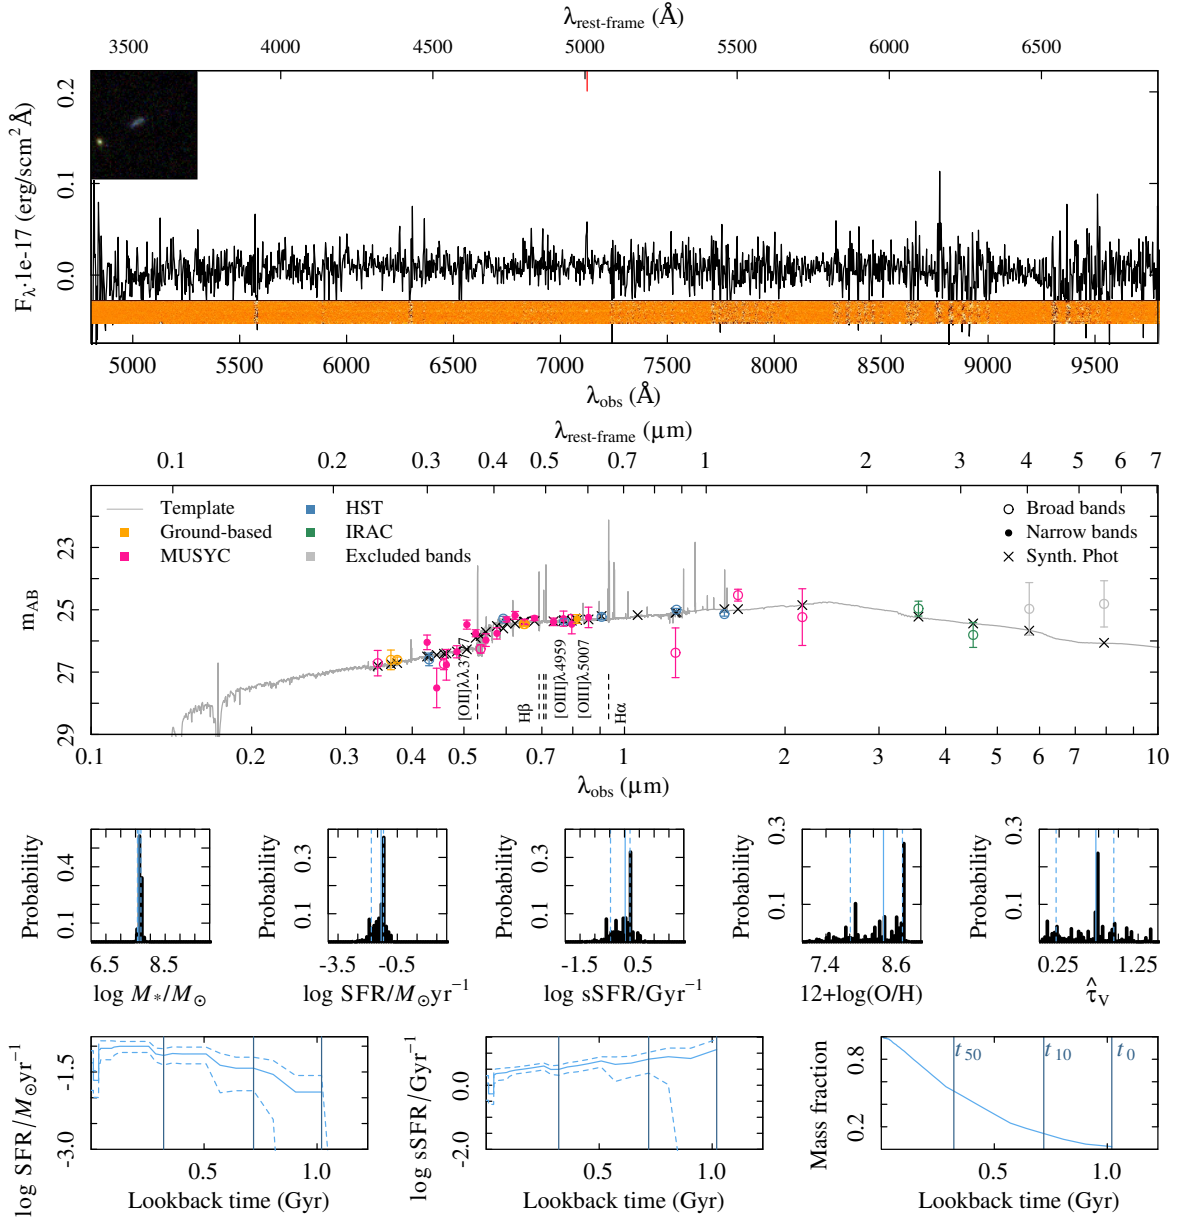 λrest-frame (Å)
3500 4000 4500 5000 5500 6000 6500
Fλ·1e-17 (erg/scm²Å)
0.0 0.1 0.2
5000 5500 6000 6500 7000 7500 8000 8500 9000 9500
λobs (Å)
λrest-frame (μm)
0.1 0.2 0.3 0.4 0.5 0.7 1 2 3 4 5 6 7
mAB
23
25
27
29
Template
Ground-based
MUSYC
HST
IRAC
Excluded bands
Broad bands
Narrow bands
Synth. Phot
[OII]λλ3727
Hβ
[OIII]λ4959
[OIII]λ5007
Hα
0.1 0.2 0.3 0.4 0.5 0.7 1 2 3 4 5 6 7 8 10
λobs (μm)
Probability
0.1 0.4
6.5 8.5
log M*/M⊙
Probability
0.1 0.3
-3.5 -0.5
log SFR/M⊙yr⁻¹
Probability
0.1 0.3
-1.5 0.5
log sSFR/Gyr⁻¹
Probability
0.0 0.1 0.3
7.4 8.6
12+log(O/H)
Probability
0.0 0.1 0.3
0.25 1.25
τ̂V
log SFR/M⊙yr⁻¹
-3.0 -1.5
0.5 1.0
Lookback time (Gyr)
log sSFR/Gyr⁻¹
-2.0 0.0
0.5 1.0
Lookback time (Gyr)
Mass fraction
0.2 0.8
t50 t10 t0
0.5 1.0
Lookback time (Gyr)